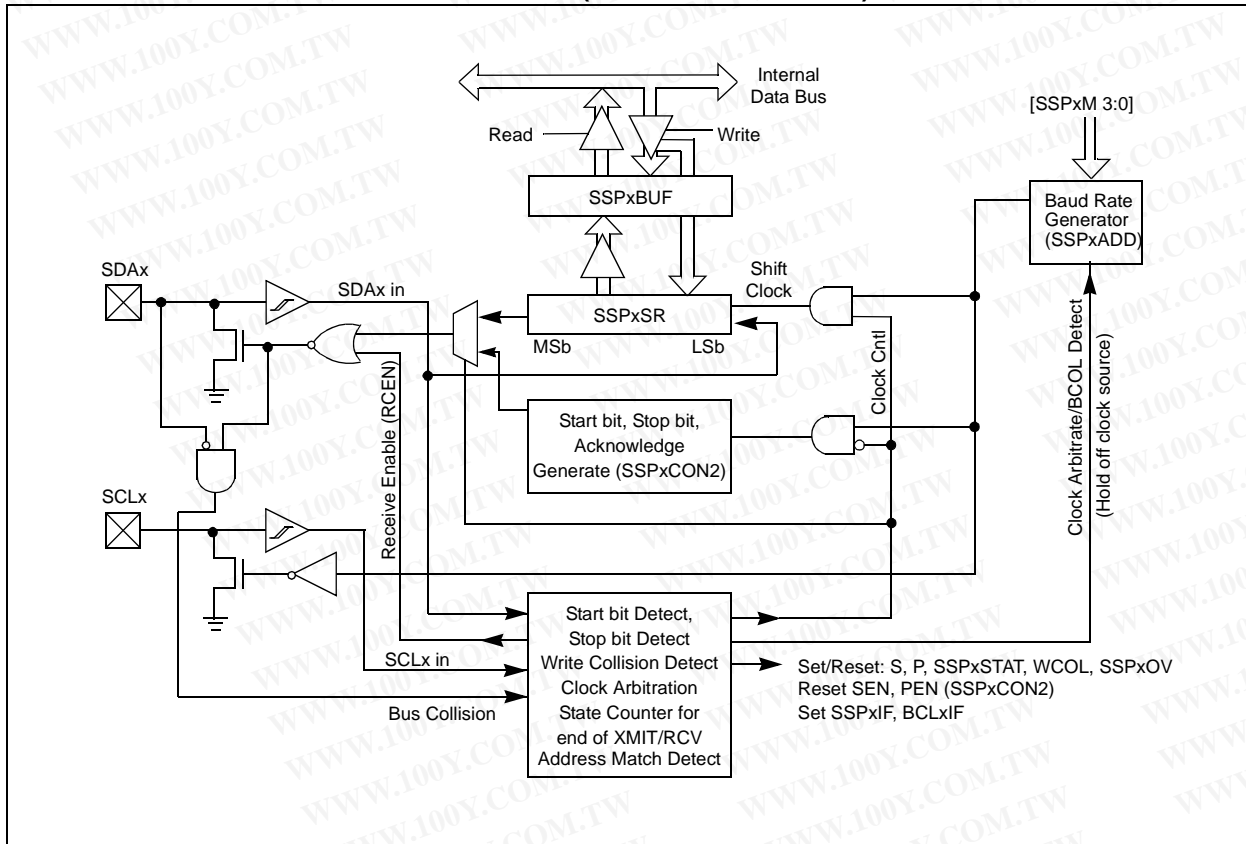 Internal
Data Bus
[SSPxM 3:0]
Read
Write
SSPxBUF
Baud Rate
Generator
(SSPxADD)
SDAx
SDAx in
Shift
Clock
SSPxSR
MSb
LSb
Clock Cntl
Start bit, Stop bit,
Acknowledge
Generate (SSPxCON2)
Receive Enable (RCEN)
Clock Arbitrate/BCOL Detect
(Hold off clock source)
SCLx
SCLx in
Bus Collision
Start bit Detect,
Stop bit Detect
Write Collision Detect
Clock Arbitration
State Counter for
end of XMIT/RCV
Address Match Detect
Set/Reset: S, P, SSPxSTAT, WCOL, SSPxOV
Reset SEN, PEN (SSPxCON2)
Set SSPxIF, BCLxIF
WWW.100Y.COM.TW